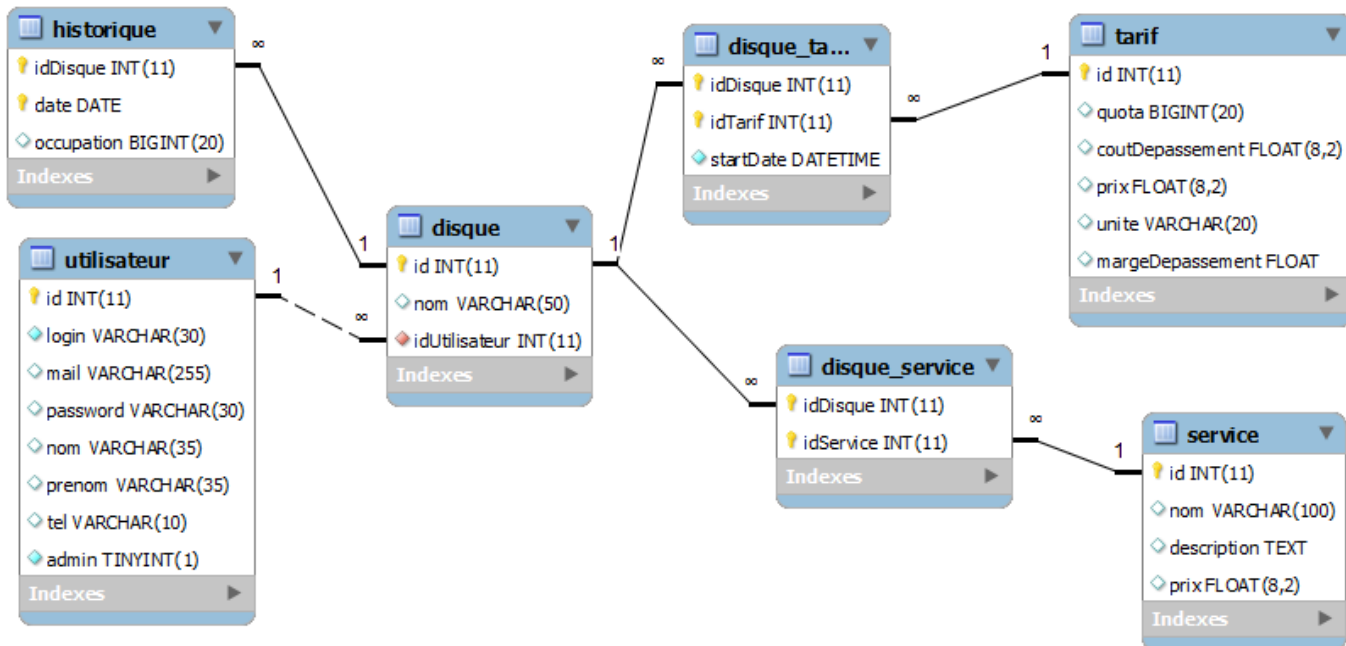 historique
idDisque INT(11)
date DATE
occupation BIGINT(20)
Indexes
∞
1
utilisateur
id INT(11)
login VARCHAR(30)
mail VARCHAR(255)
password VARCHAR(30)
nom VARCHAR(35)
prenom VARCHAR(35)
tel VARCHAR(10)
admin TINYINT(1)
Indexes
1
∞
disque
id INT(11)
nom VARCHAR(50)
idUtilisateur INT(11)
Indexes
1
∞
disque_ta...
idDisque INT(11)
idTarif INT(11)
startDate DATETIME
Indexes
∞
1
tarif
id INT(11)
quota BIGINT(20)
coutDepassement FLOAT(8,2)
prix FLOAT(8,2)
unite VARCHAR(20)
margeDepassement FLOAT
Indexes
∞
disque_service
idDisque INT(11)
idService INT(11)
Indexes
∞
1
service
id INT(11)
nom VARCHAR(100)
description TEXT
prix FLOAT(8,2)
Indexes